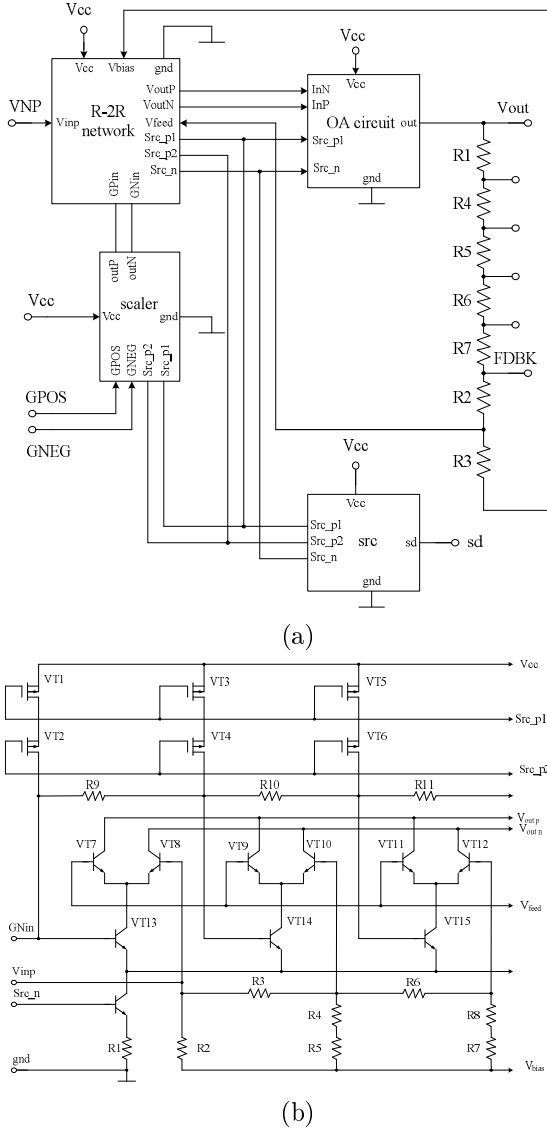 Vcc
Vcc
Vcc Vbias gnd
VNP
Vinp
R-2R
network
VoutP
VoutN
Vfeed
Src_p1
Src_p2
Src_n
GPin
GNin
Vcc
InN
InP
OA circuit
out
Src_p1
Src_n
gnd
Vout
R1
R4
R5
R6
R7
FDBK
R2
R3
outP
outN
scaler
Vcc
Vcc
gnd
GPOS
GNEG
Src_p2
Src_p1
GPOS
GNEG
Vcc
Vcc
Src_p1
Src_p2
Src_n
src
sd
sd
gnd
(a)
VT1 VT3 VT5 Vcc
Src_p1
VT2 VT4 VT6
Src_p2
R9 R10 R11
Voutp
Voutn
VT7 VT8 VT9 VT10 VT11 VT12
Vfeed
GNin
VT13 VT14 VT15
Vinp
Src_n
R3 R6
R4 R8
R1 R2 R5 R7
gnd
Vbias
(b)